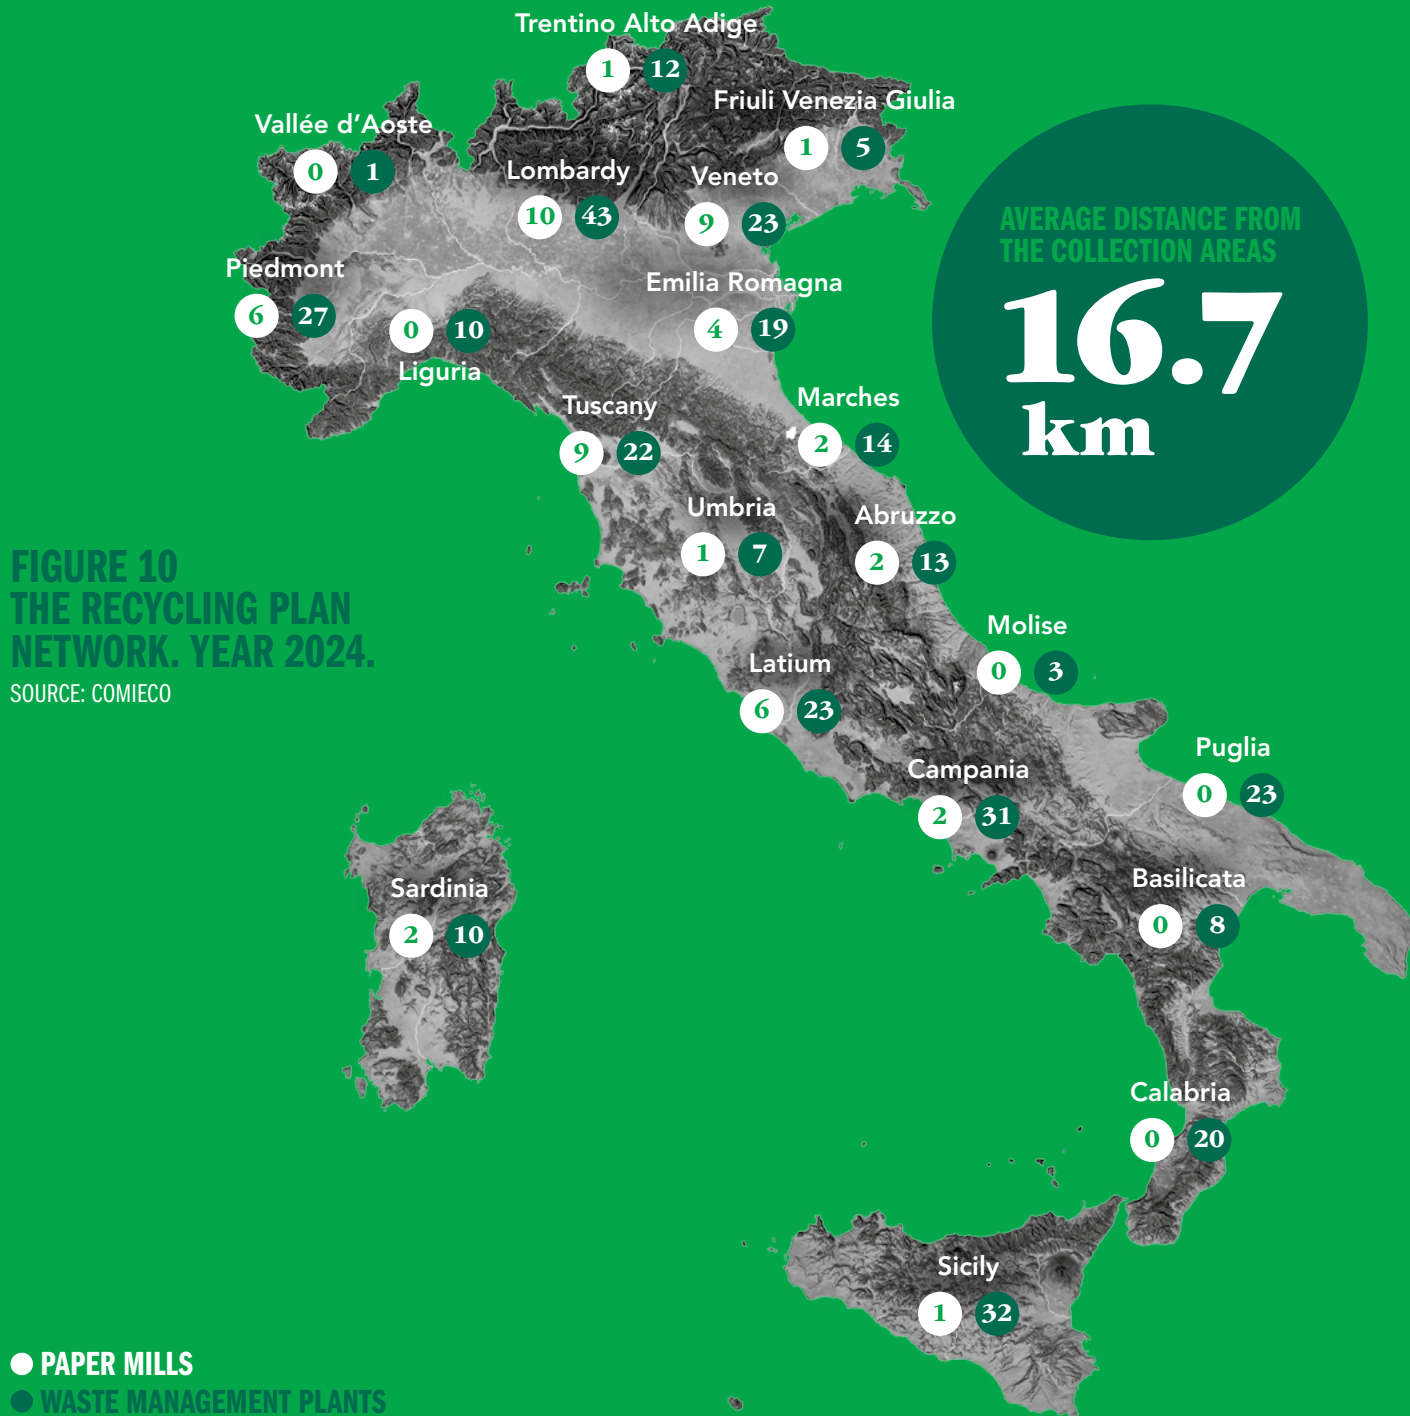 Trentino Alto Adige
1 12
Friuli Venezia Giulia
1 5
Vallée d’Aoste
0 1
Lombardy
10 43
Veneto
9 23
AVERAGE DISTANCE FROM
THE COLLECTION AREAS
16.7
km
Piedmont
6 27
0 10
Liguria
Emilia Romagna
4 19
Tuscany
9 22
Marches
2 14
Umbria
1 7
Abruzzo
2 13
FIGURE 10
THE RECYCLING PLAN
NETWORK. YEAR 2024.
SOURCE: COMIECO
Molise
0 3
Latium
6 23
Puglia
0 23
Campania
2 31
Sardinia
2 10
Basilicata
0 8
Calabria
0 20
Sicily
1 32
PAPER MILLS
WASTE MANAGEMENT PLANTS